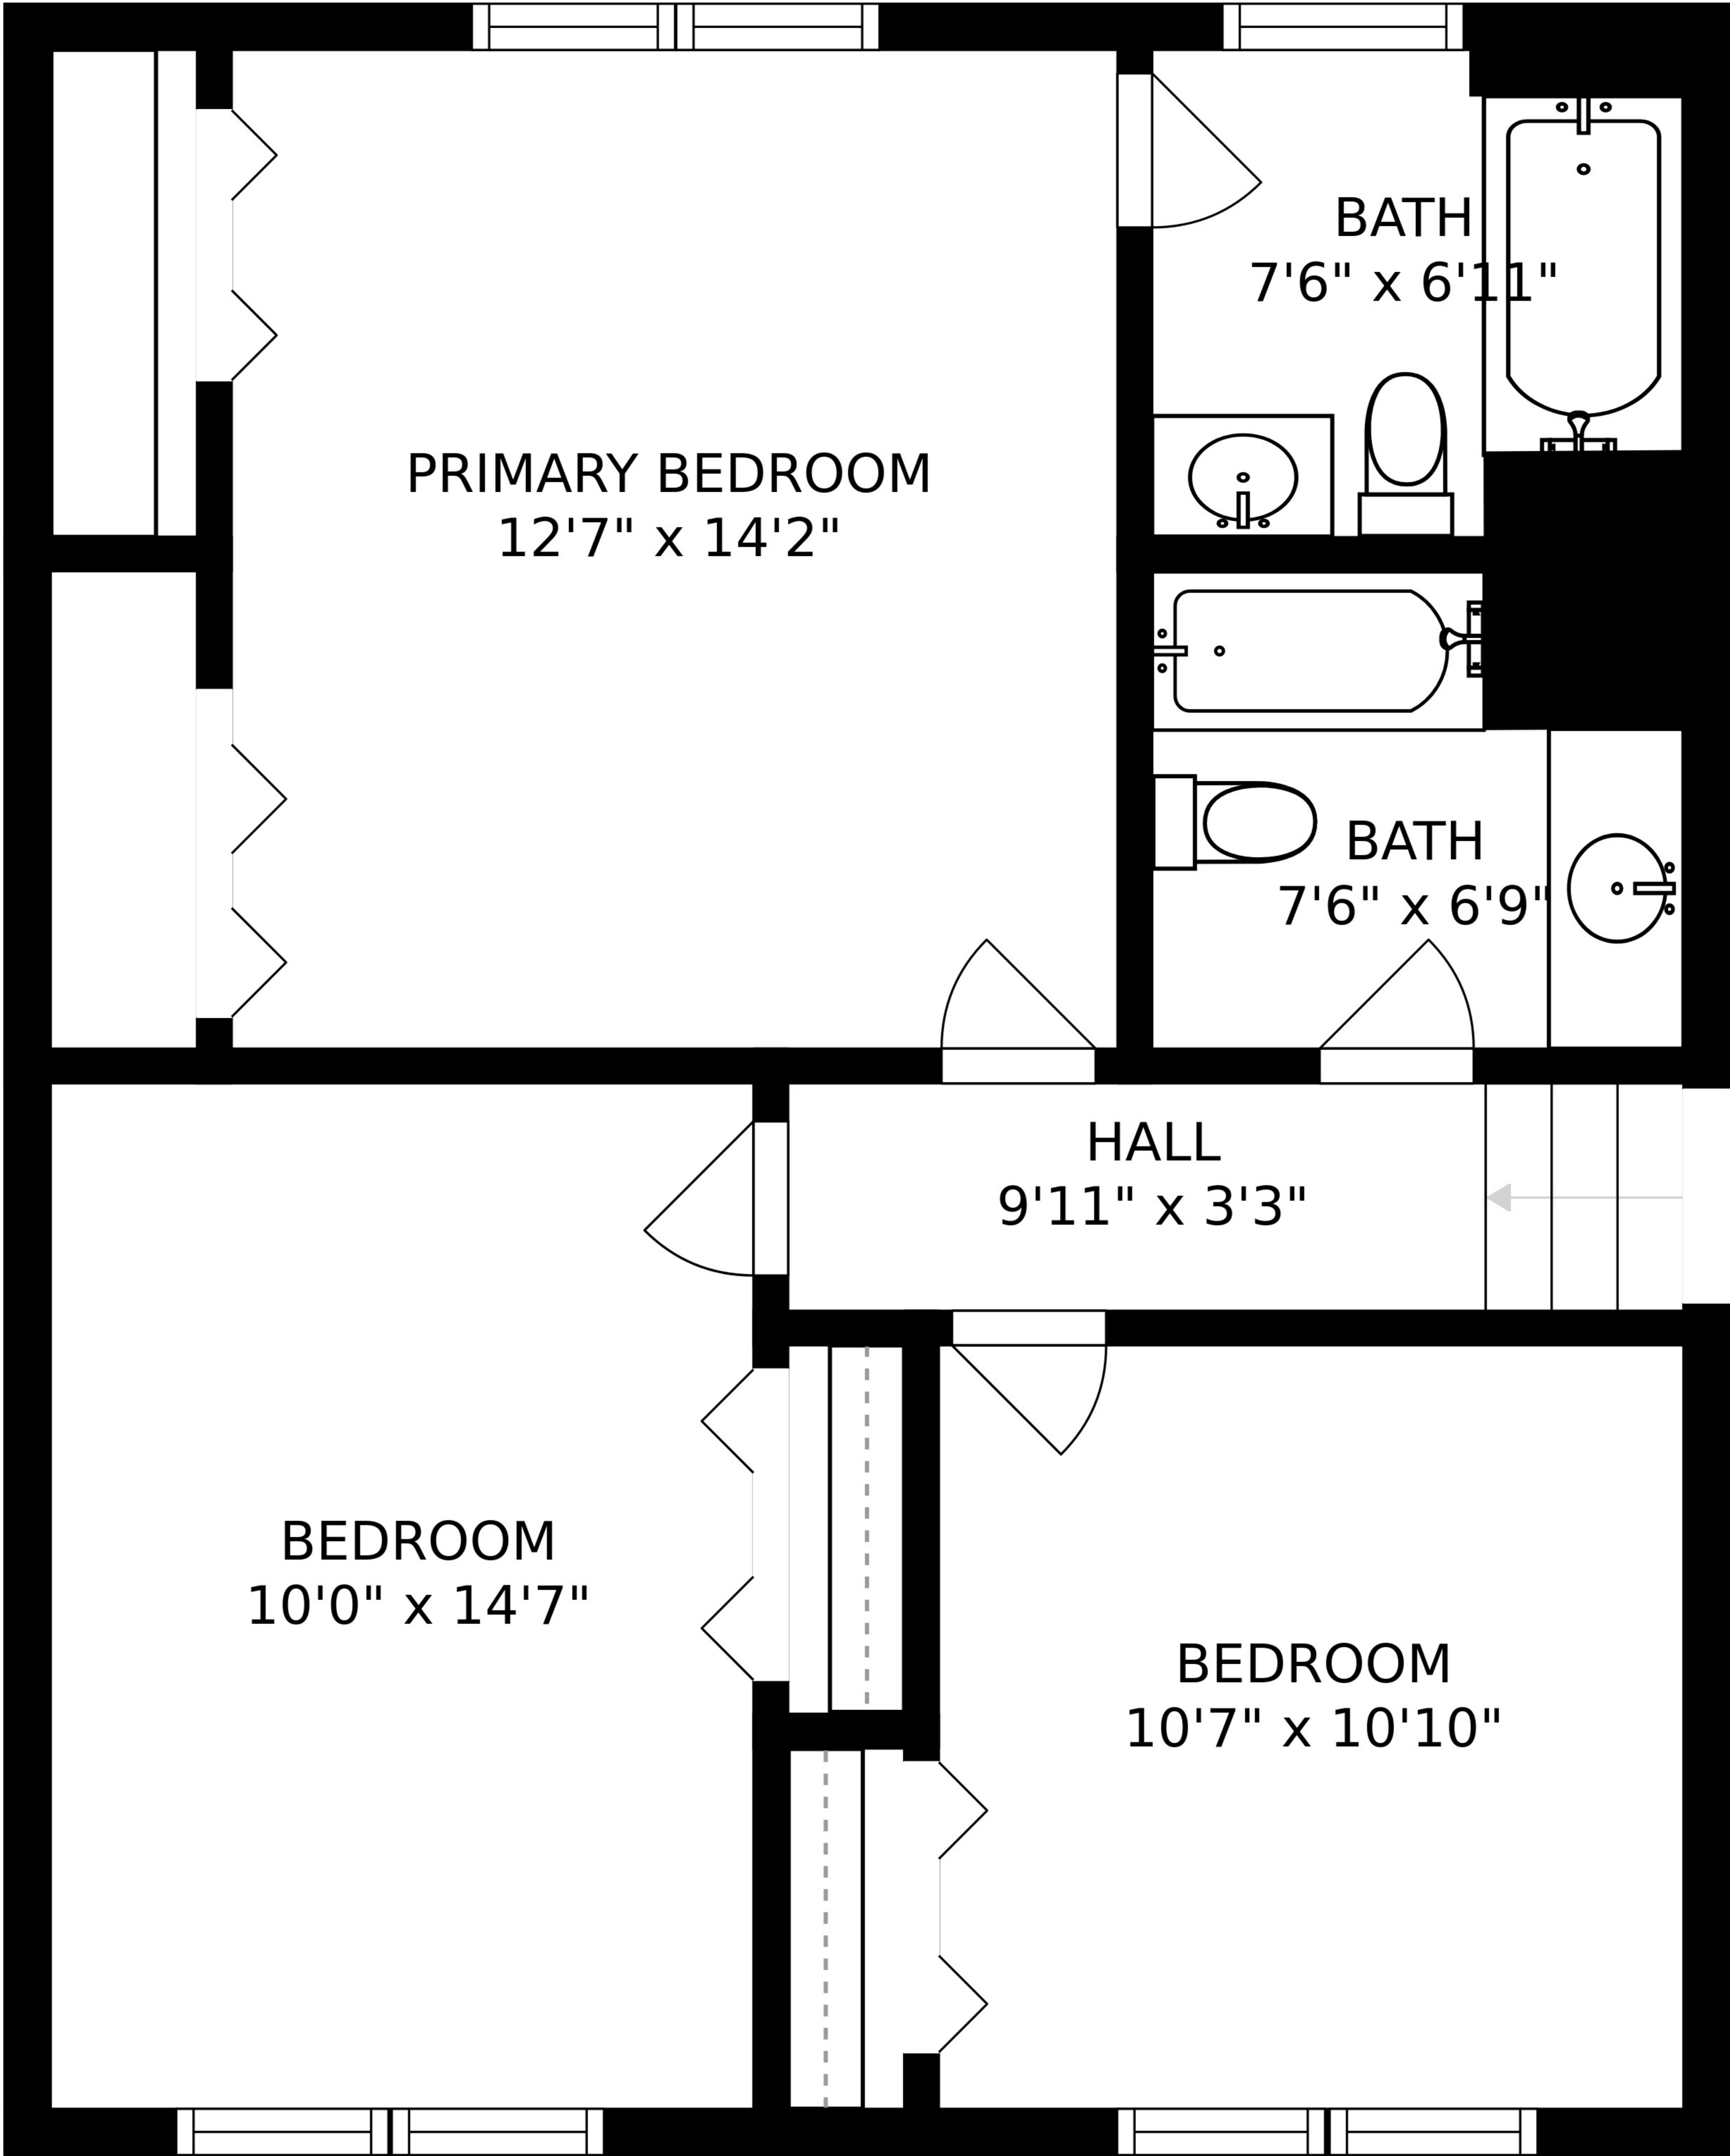 BATH
7'6" x 6'11"
PRIMARY BEDROOM
12'7" x 14'2"
BATH
7'6" x 6'9"
HALL
9'11" x 3'3"
BEDROOM
10'0" x 14'7"
BEDROOM
10'7" x 10'10"